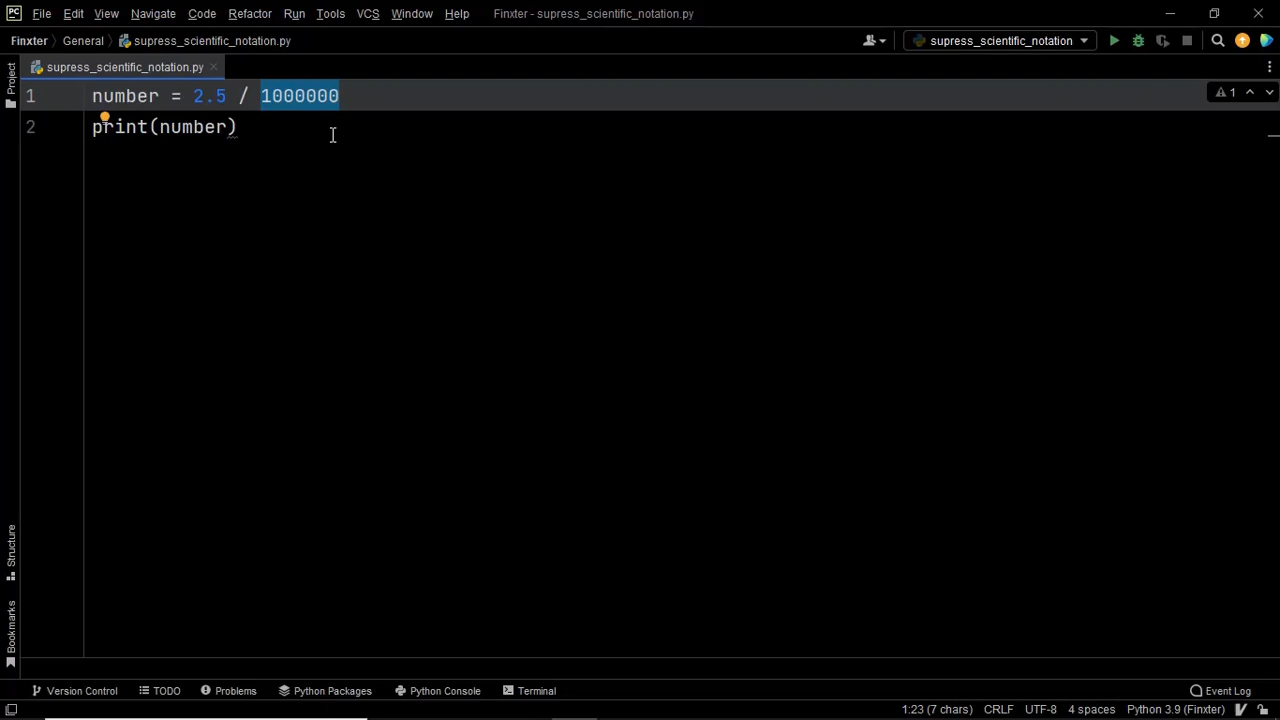 PC File Edit View Navigate Code Refactor Run Tools VCS Window Help Finxter - supress_scientific_notation.py
Finxter General supress_scientific_notation.py supress_scientific_notation
Project
supress_scientific_notation.py
1 number = 2.5 / 1000000 1
2 print(number)
Structure
Bookmarks
Version Control TODO Problems Python Packages Python Console Terminal Event Log
1:23 (7 chars) CRLF UTF-8 4 spaces Python 3.9 (Finxter)